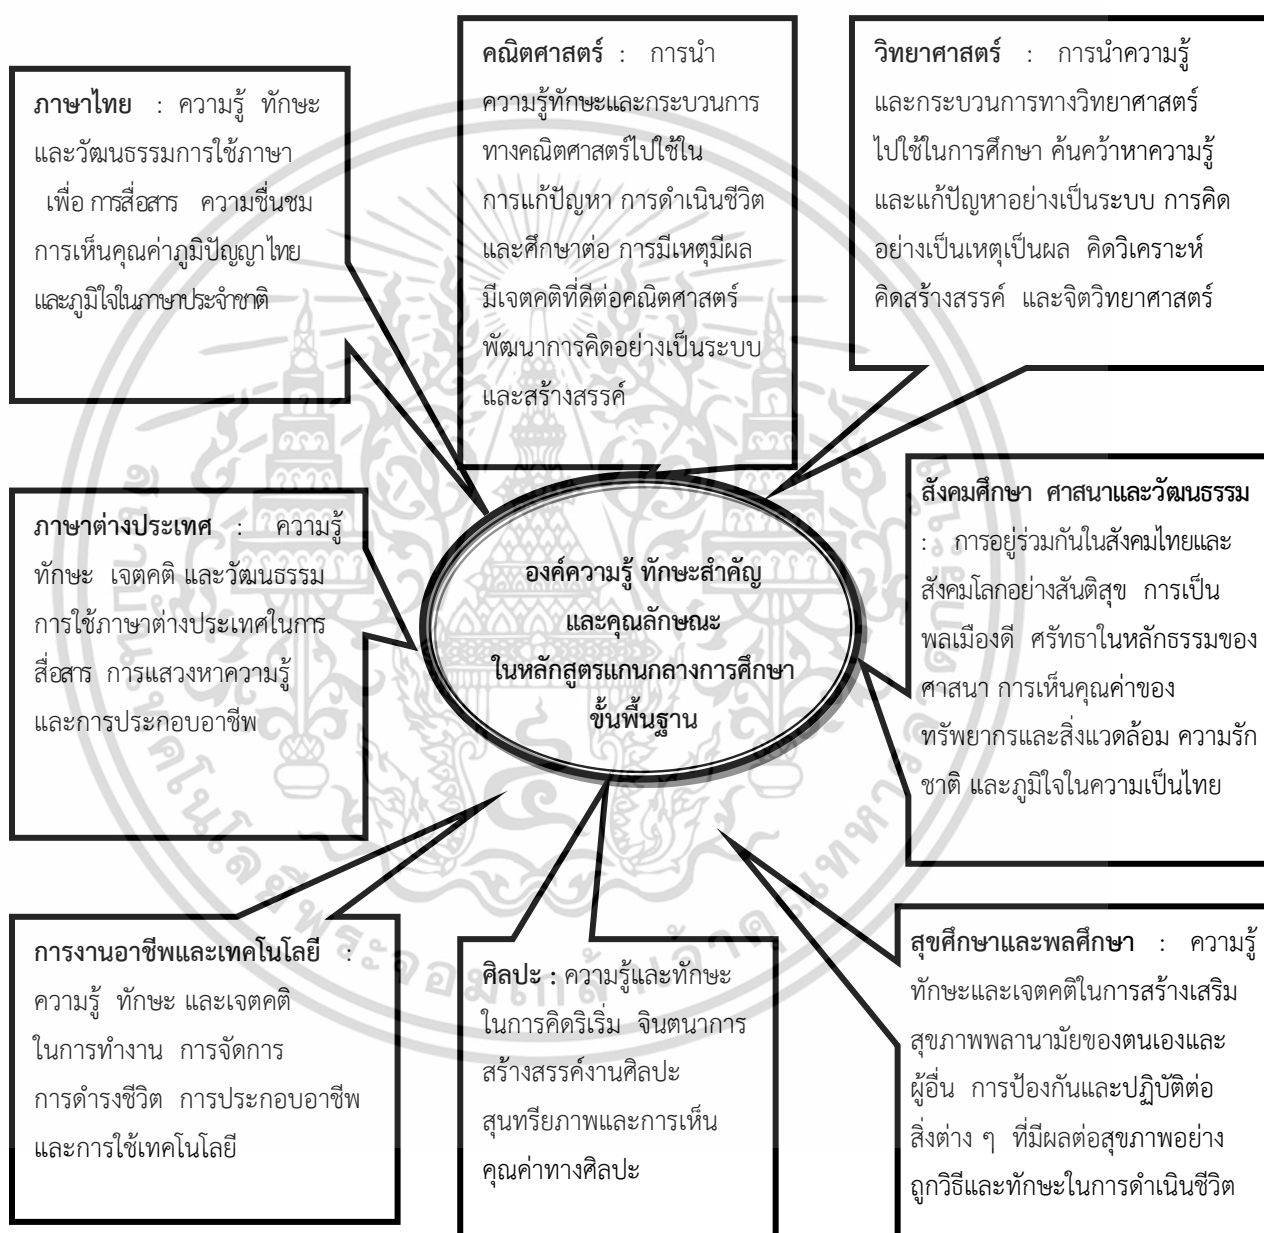 ภาษาไทย : ความรู้ ทักษะ
และวัฒนธรรมการใช้ภาษา
เพื่อ การสื่อสาร ความชื่นชม
การเห็นคุณค่าภูมิปัญญาไทย
และภูมิใจในภาษาประจำชาติ
คณิตศาสตร์ : การนำ
ความรู้ทักษะและกระบวนการ
ทางคณิตศาสตร์ไปใช้ใน
การแก้ปัญหา การดำเนินชีวิต
และศึกษาต่อ การมีเหตุมีผล
มีเจตคติที่ดีต่อคณิตศาสตร์
พัฒนาการคิดอย่างเป็นระบบ
และสร้างสรรค์
วิทยาศาสตร์ : การนำความรู้
และกระบวนการทางวิทยาศาสตร์
ไปใช้ในการศึกษา ค้นคว้าหาความรู้
และแก้ปัญหาอย่างเป็นระบบ การคิด
อย่างเป็นเหตุเป็นผล คิดวิเคราะห์
คิดสร้างสรรค์ และจิตวิทยาศาสตร์
ภาษาต่างประเทศ : ความรู้
ทักษะ เจตคติ และวัฒนธรรม
การใช้ภาษาต่างประเทศในการ
สื่อสาร การแสวงหาความรู้
และการประกอบอาชีพ
องค์ความรู้ ทักษะสำคัญ
และคุณลักษณะ
ในหลักสูตรแกนกลางการศึกษา
ขั้นพื้นฐาน
สังคมศึกษา ศาสนาและวัฒนธรรม
: การอยู่ร่วมกันในสังคมไทยและ
สังคมโลกอย่างสันติสุข การเป็น
พลเมืองดี ศรัทธาในหลักธรรมของ
ศาสนา การเห็นคุณค่าของ
ทรัพยากรและสิ่งแวดล้อม ความรัก
ชาติ และภูมิใจในความเป็นไทย
การงานอาชีพและเทคโนโลยี :
ความรู้ ทักษะ และเจตคติ
ในการทำงาน การจัดการ
การดำรงชีวิต การประกอบอาชีพ
และการใช้เทคโนโลยี
ศิลปะ : ความรู้และทักษะ
ในการคิดริเริ่ม จินตนาการ
สร้างสรรค์งานศิลปะ
สุนทรียภาพและการเห็น
คุณค่าทางศิลปะ
สุขศึกษาและพลศึกษา : ความรู้
ทักษะและเจตคติในการสร้างเสริม
สุขภาพพลานามัยของตนเองและ
ผู้อื่น การป้องกันและปฏิบัติต่อ
สิ่งต่าง ๆ ที่มีผลต่อสุขภาพอย่าง
ถูกวิธีและทักษะในการดำเนินชีวิต